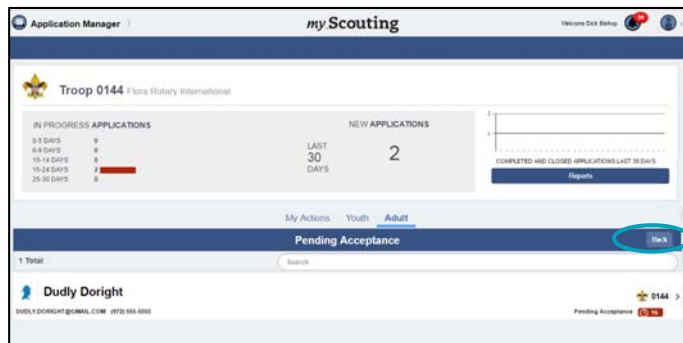 Application Manager
my.Scouting
Welcome Dick Bishop
Troop 0144 Flora Rotary International
IN PROGRESS APPLICATIONS
0-5 DAYS 0
6-9 DAYS 0
10-14 DAYS 0
15-24 DAYS 2
25-30 DAYS 0
LAST
30
DAYS
NEW APPLICATIONS
2
COMPLETED AND CLOSED APPLICATIONS LAST 30 DAYS
Reports
My Actions Youth Adult
Pending Acceptance
Back
1 Total
Search
Dudly Doright
0144
DUDLY.DORIGHT@GMAIL.COM (972) 555-5555
Pending Acceptance